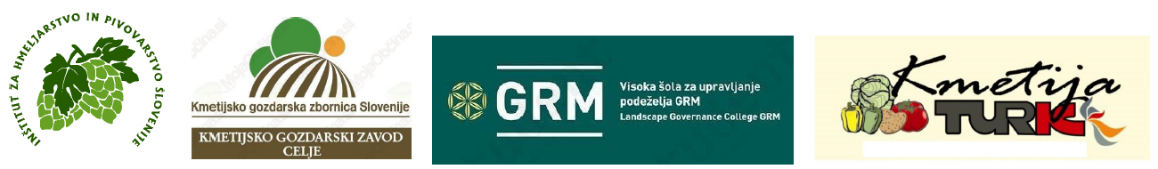 INŠTITUT ZA HMELJARSTVO IN PIVOVARSTVO SLOVENIJE
Kmetijsko gozdarska zbornica Slovenije
KMETIJSKO GOZDARSKI ZAVOD
CELJE
GRM
Visoka šola za upravljanje
podeželja GRM
Landscape Governance College GRM
Kmetija
TURK